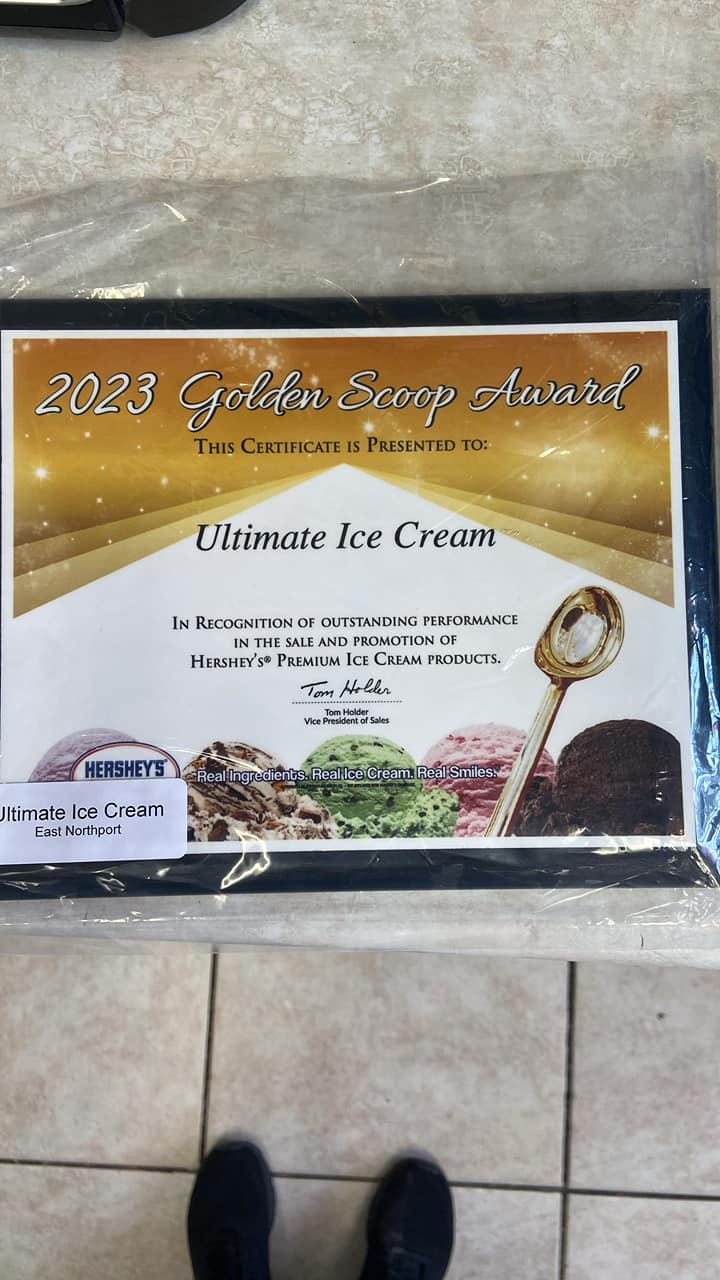 2023 Golden Scoop Award
This Certificate is Presented to:
Ultimate Ice Cream
In Recognition of outstanding performance
in the sale and promotion of
Hershey's® Premium Ice Cream products.
Tom Holder
Tom Holder
Vice President of Sales
HERSHEY'S
Real Ingredients. Real Ice Cream. Real Smiles.
Ultimate Ice Cream
East Northport